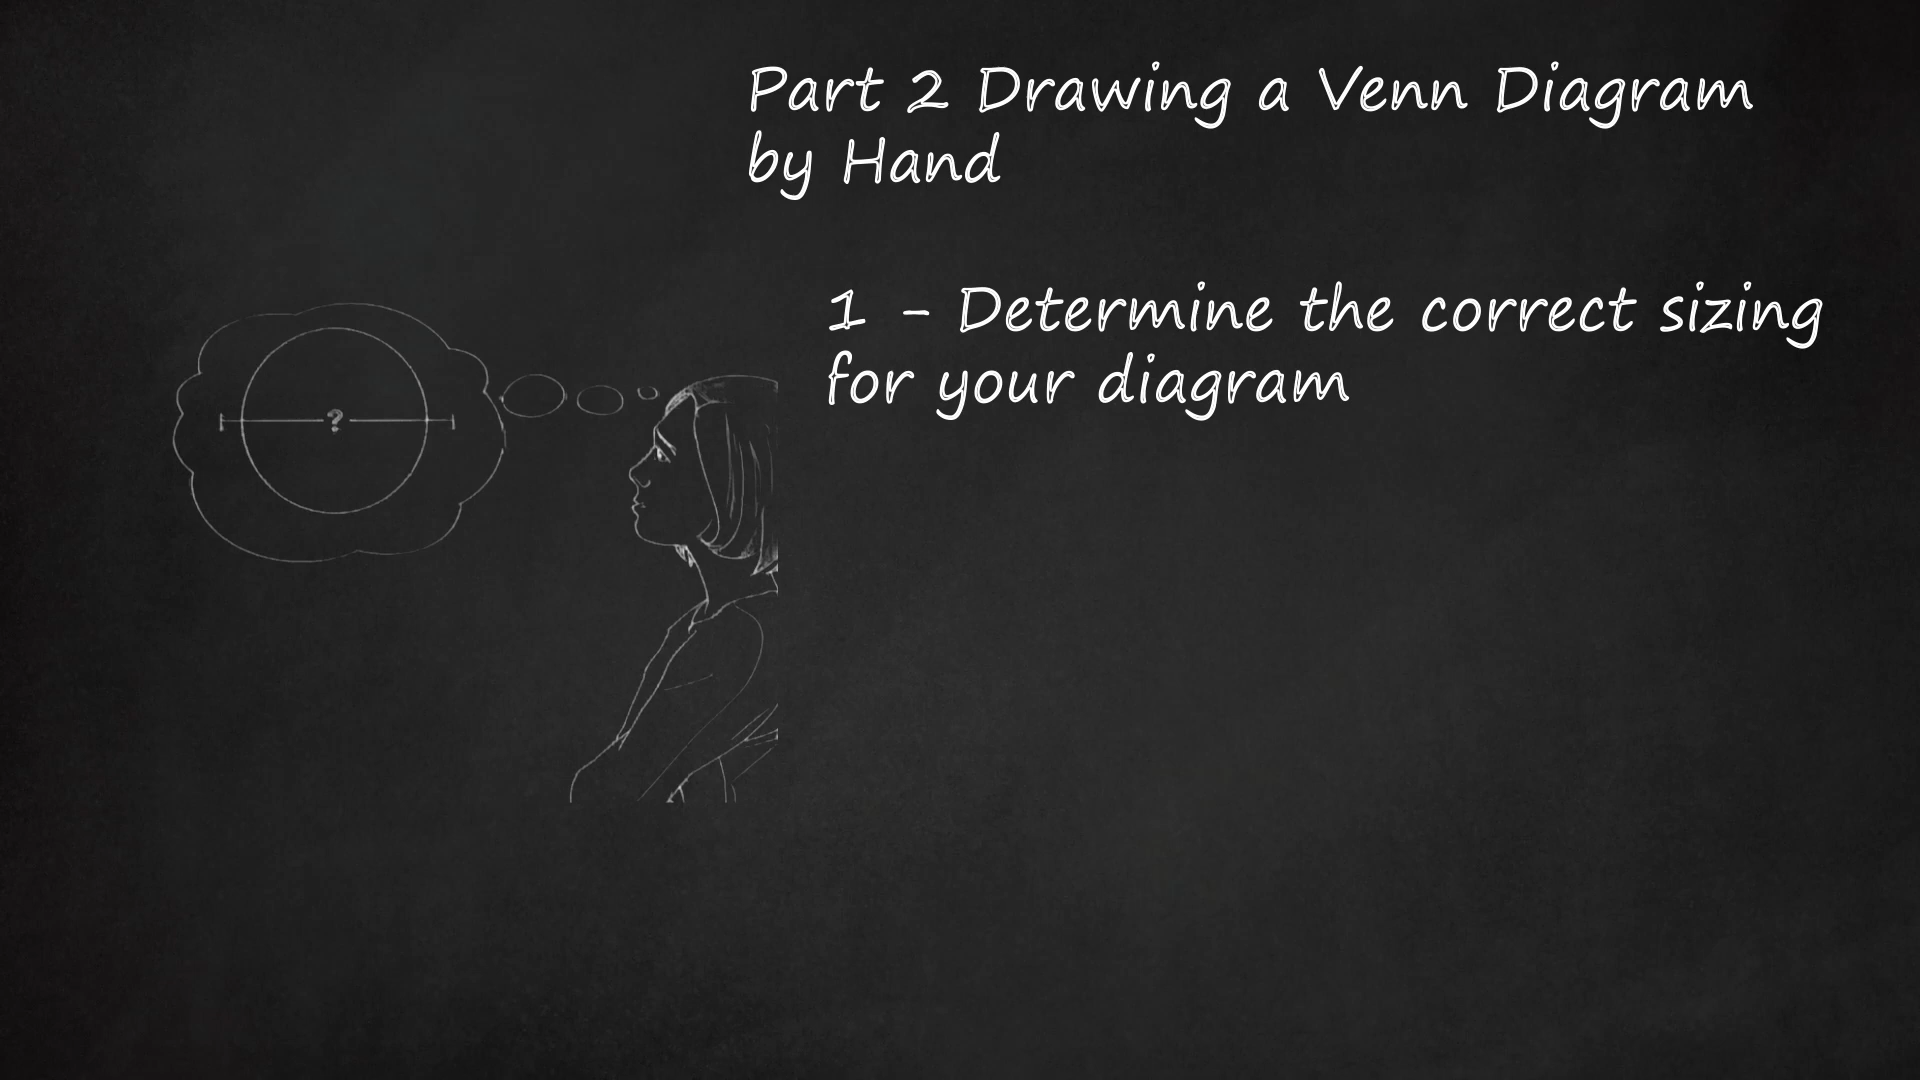 Part 2 Drawing a Venn Diagram
by Hand
1 - Determine the correct sizing
for your diagram
?